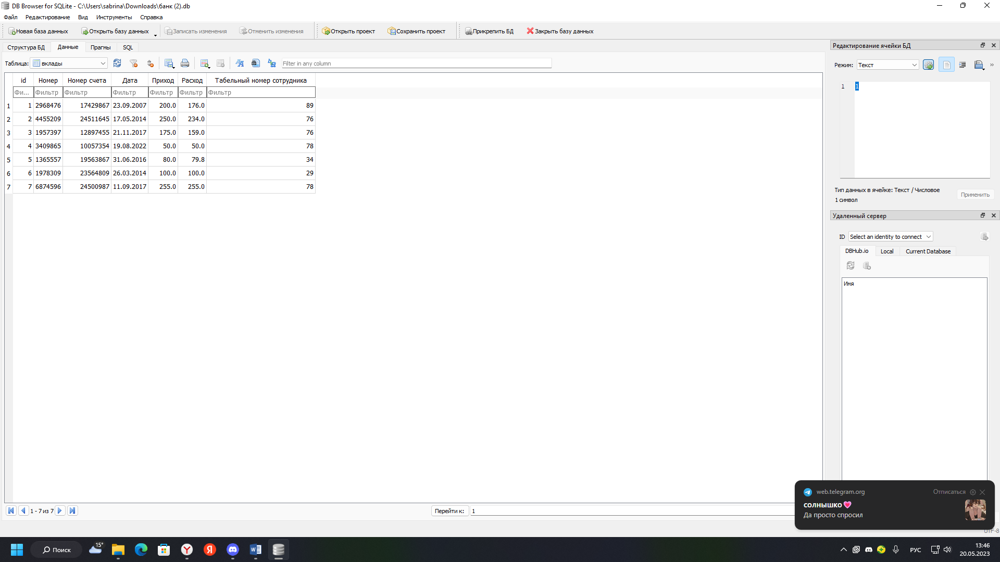 DB Browser for SQLite - C:\Users\sabrina\Downloads\банк (2).db
Файл Редактирование Вид Инструменты Справка
Новая база данных Открыть базу данных Записать изменения Отменить изменения Открыть проект Сохранить проект Прикрепить БД Закрыть базу данных
Структура БД Данные Прагмы SQL
Таблица: вклады Filter in any column
id Номер Номер счета Дата Приход Расход Табельный номер сотрудника
Фи... Фильтр Фильтр Фильтр Фильтр Фильтр Фильтр
1 1 2968476 17429867 23.09.2007 200.0 176.0 89
2 2 4455209 24511645 17.05.2014 250.0 234.0 76
3 3 1957397 12897455 21.11.2017 175.0 159.0 76
4 4 3409865 10057354 19.08.2022 50.0 50.0 78
5 5 1365557 19563867 31.06.2016 80.0 79.8 34
6 6 1978309 23564809 26.03.2014 100.0 100.0 29
7 7 6874596 24500987 11.09.2017 255.0 255.0 78
1 - 7 из 7 Перейти к: 1
Редактирование ячейки БД
Режим: Текст
1 1
Тип данных в ячейке: Текст / Числовое
1 символ
Применить
Удаленный сервер
ID Select an identity to connect
DBHub.io Local Current Database
Имя
web.telegram.org Отписаться
солнышко
Да просто спросил
UTF-8
15°
Поиск
РУС
13:46
20.05.2023